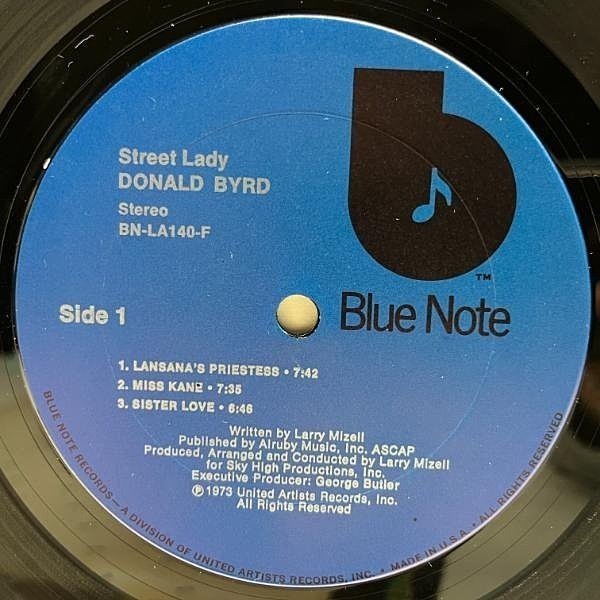 Street Lady
DONALD BYRD
Stereo
BN-LA140-F
Side 1
TM
Blue Note
1. LANSANA'S PRIESTESS • 7:42
2. MISS KANE • 7:35
3. SISTER LOVE • 6:46
Written by Larry Mizell
Published by Alruby Music, Inc. ASCAP
Produced, Arranged and Conducted by Larry Mizell
for Sky High Productions, Inc.
Executive Producer: George Butler
℗ 1973 United Artists Records, Inc.
All Rights Reserved
BLUE NOTE RECORDS—A DIVISION OF UNITED ARTISTS RECORDS, INC. • MADE IN U.S.A. • ALL RIGHTS RESERVED